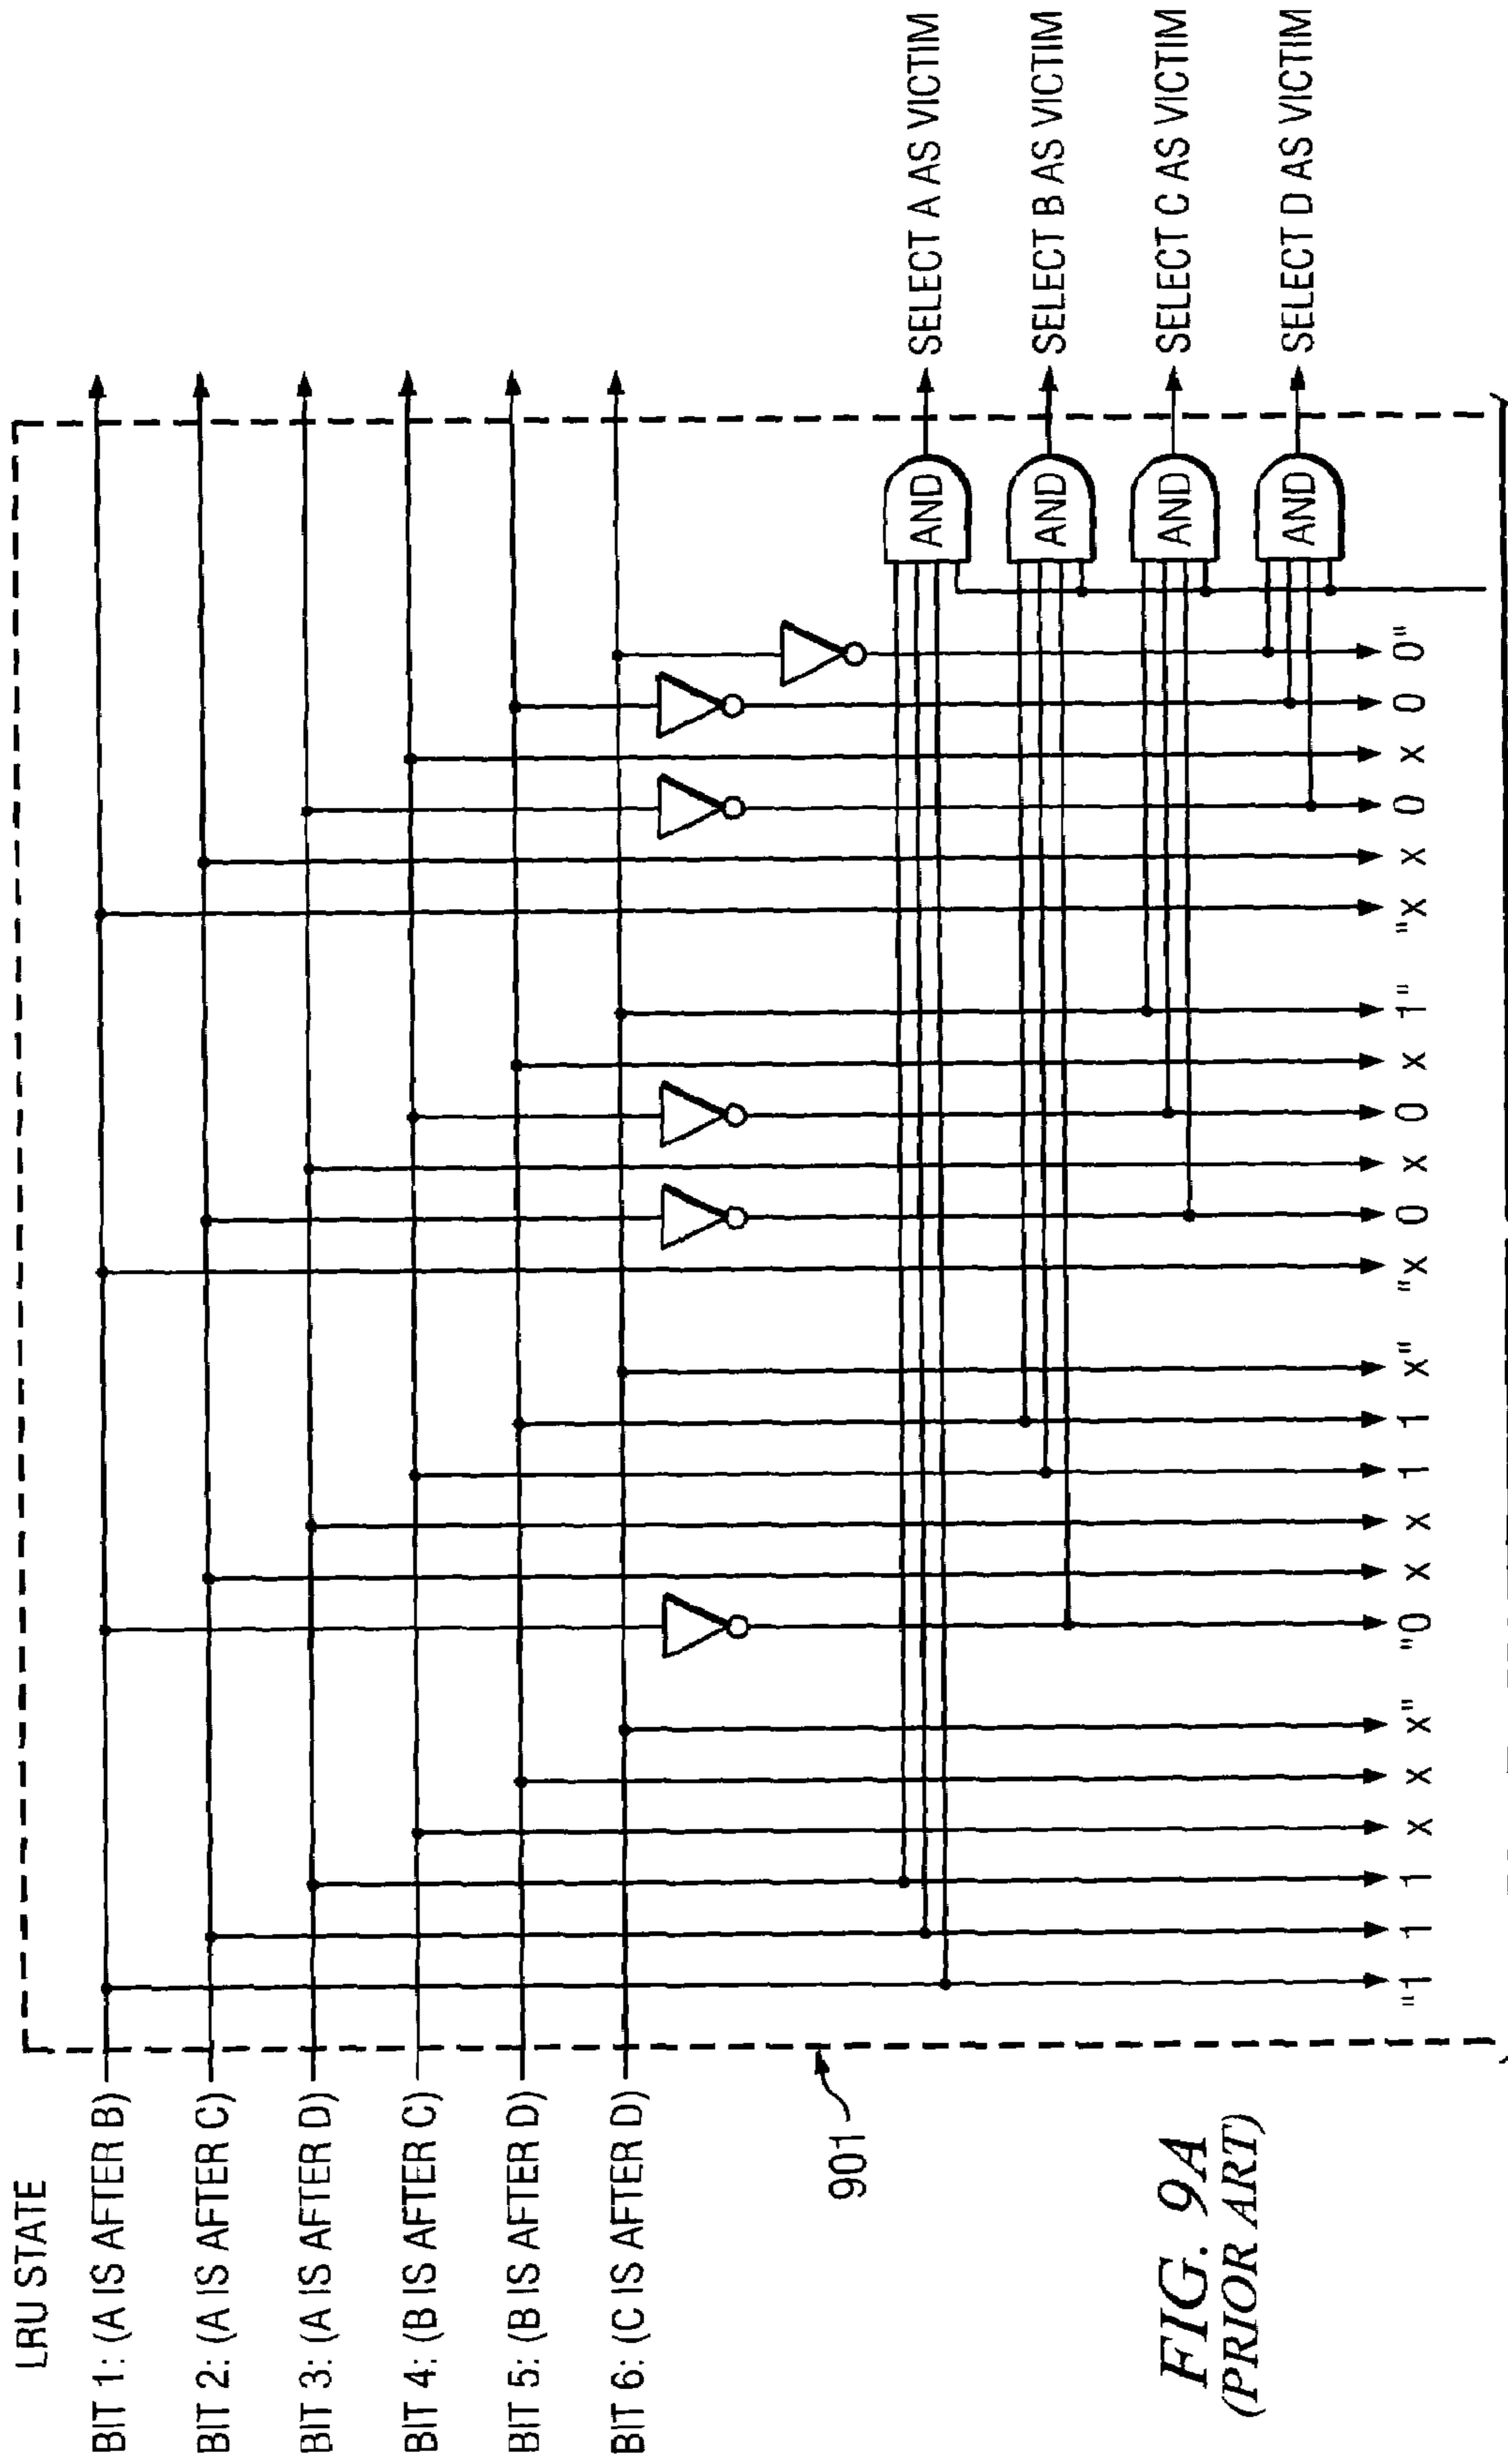 LRU STATE
BIT 1: (A IS AFTER B)
BIT 2: (A IS AFTER C)
BIT 3: (A IS AFTER D)
BIT 4: (B IS AFTER C)
BIT 5: (B IS AFTER D)
BIT 6: (C IS AFTER D)
901
AND
SELECT A AS VICTIM
AND
SELECT B AS VICTIM
AND
SELECT C AS VICTIM
AND
SELECT D AS VICTIM
"1 1 1 X X X" "0 X X 1 1 X" "X 0 X 0 X 1" "X X 0 X 0 0"
FIG. 9A
(PRIOR ART)